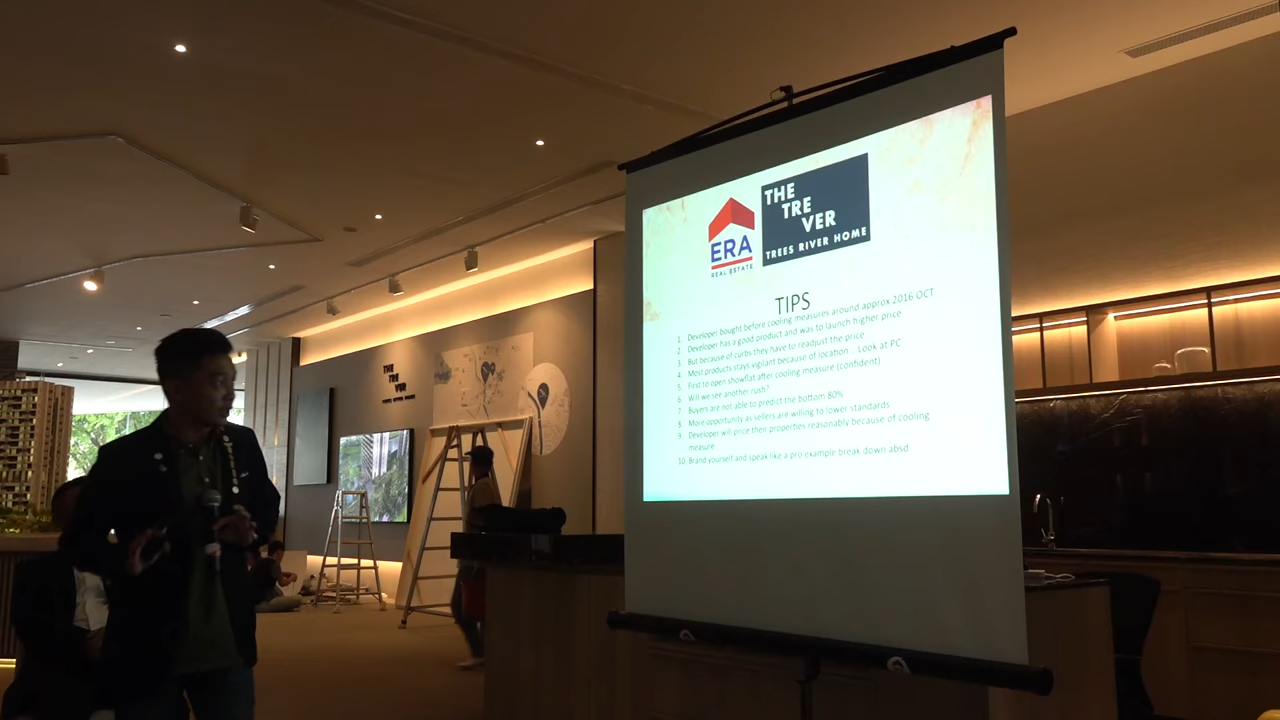 THE
TRE
VER
THE
TRE
VER
TREES RIVER HOME
ERA
REAL ESTATE
TIPS
1. Developer bought before cooling measures around approx 2016 OCT
2. Developer has a good product and was to launch higher price
3. But because of curbs they have to readjust the price
4. Most products stay vigilant because of location... Look at PC
5. First to open showflat after cooling measure (confident)
6. Will we see another rush?
7. Buyers are not able to predict the bottom 80%
8. More opportunity as sellers are willing to lower standards
9. Developer will price their properties reasonably because of cooling
measure
10. Brand yourself and speak like a pro example break down absd